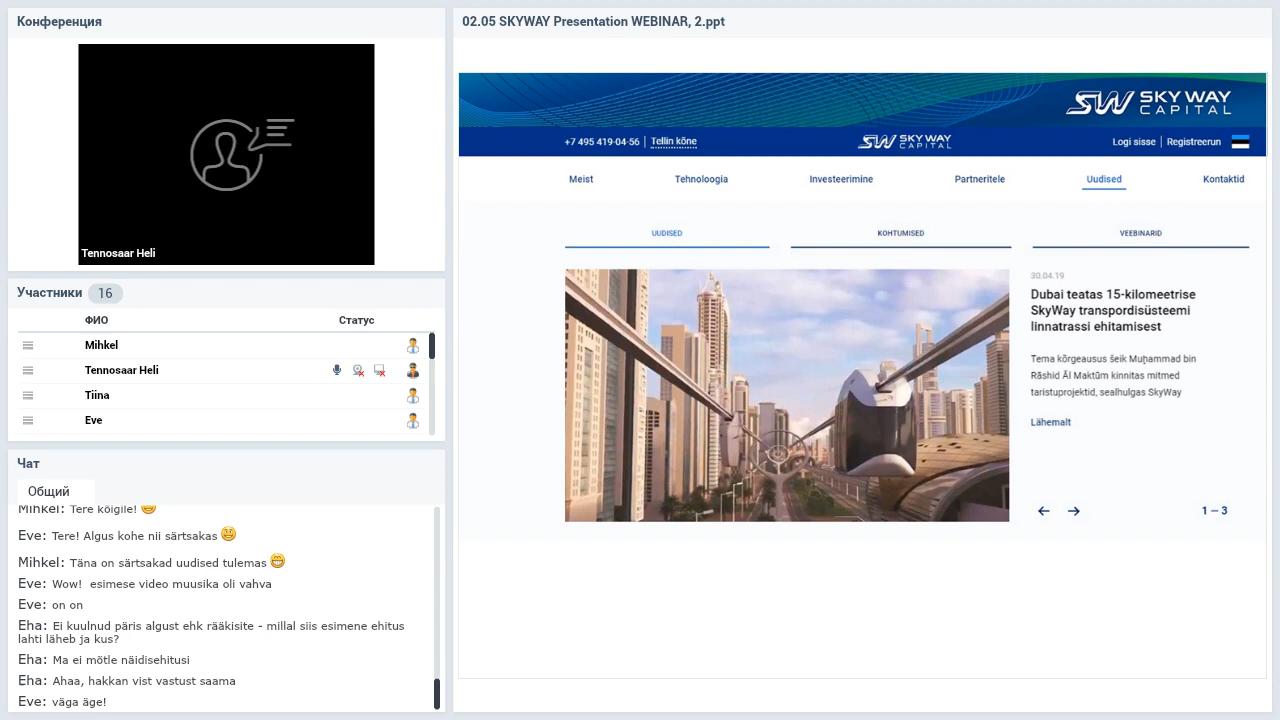 Конференция
Tennosaar Heli
Участники 16
ФИО Статус
Mihkel
Tennosaar Heli
Tiina
Eve
Чат
Общий
Mihkel: Tere kõigile!
Eve: Tere! Algus kohe nii särtsakas
Mihkel: Täna on särtsakad uudised tulemas
Eve: Wow! esimese video muusika oli vahva
Eve: on on
Eha: Ei kuulnud päris algust ehk rääkisite - millal siis esimene ehitus
lahti läheb ja kus?
Eha: Ma ei mõtle näidisehitusi
Eha: Ahaa, hakkan vist vastust saama
Eve: väga äge!
02.05 SKYWAY Presentation WEBINAR, 2.ppt
SW SKY WAY
CAPITAL
+7 495 419-04-56 | Tellin kõne
SW SKY WAY
CAPITAL
Logi sisse | Registreerun
Meist Tehnoloogia Investeerimine Partneritele Uudised Kontaktid
UUDISED KOHTUMISED VEEBINARID
30.04.19
Dubai teatas 15-kilomeetrise
SkyWay transpordisüsteemi
linnatrassi ehitamisest
Tema kõrgeausus šeik Muḩammad bin
Rāshid Āl Maktūm kinnitas mitmed
taristuprojektid, sealhulgas SkyWay
Lähemalt
1 – 3